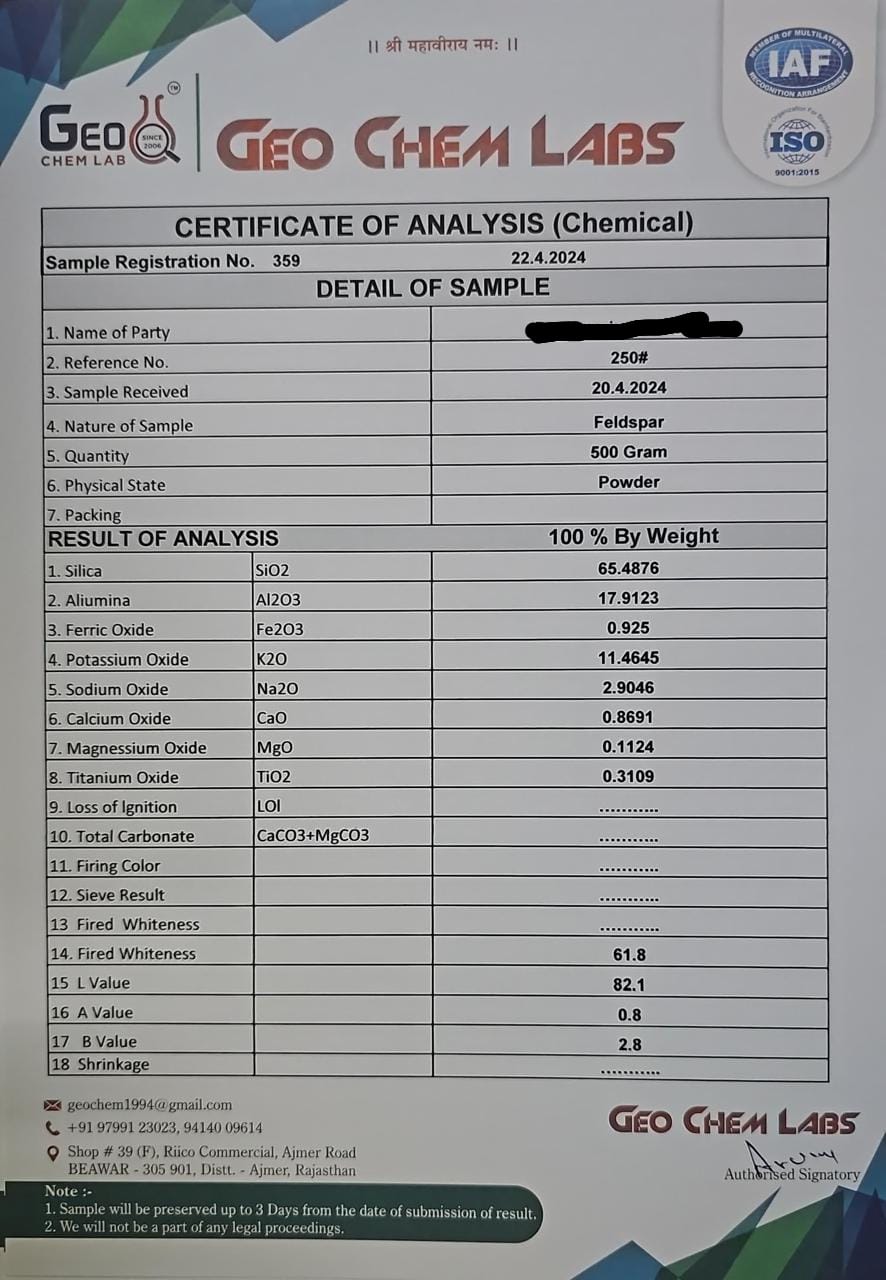 ।। श्री महावीराय नमः ।।
MEMBER OF MULTILATERAL
IAF
RECOGNITION ARRANGEMENT
International Organization For Standardization
ISO
9001:2015
GEO
CHEM LAB
SINCE
2006
TM
GEO CHEM LABS
CERTIFICATE OF ANALYSIS (Chemical)
Sample Registration No. 359 22.4.2024
DETAIL OF SAMPLE
1. Name of Party
2. Reference No. 250#
3. Sample Received 20.4.2024
4. Nature of Sample Feldspar
5. Quantity 500 Gram
6. Physical State Powder
7. Packing
RESULT OF ANALYSIS 100 % By Weight
1. Silica SiO2 65.4876
2. Aliumina Al2O3 17.9123
3. Ferric Oxide Fe2O3 0.925
4. Potassium Oxide K2O 11.4645
5. Sodium Oxide Na2O 2.9046
6. Calcium Oxide CaO 0.8691
7. Magnessium Oxide MgO 0.1124
8. Titanium Oxide TiO2 0.3109
9. Loss of Ignition LOI ...........
10. Total Carbonate CaCO3+MgCO3 ...........
11. Firing Color ...........
12. Sieve Result ...........
13 Fired Whiteness ...........
14. Fired Whiteness 61.8
15 L Value 82.1
16 A Value 0.8
17 B Value 2.8
18 Shrinkage ...........
geochem1994@gmail.com
+91 97991 23023, 94140 09614
Shop # 39 (F), Riico Commercial, Ajmer Road
BEAWAR - 305 901, Distt. - Ajmer, Rajasthan
GEO CHEM LABS
Authorised Signatory
Note :-
1. Sample will be preserved up to 3 Days from the date of submission of result.
2. We will not be a part of any legal proceedings.